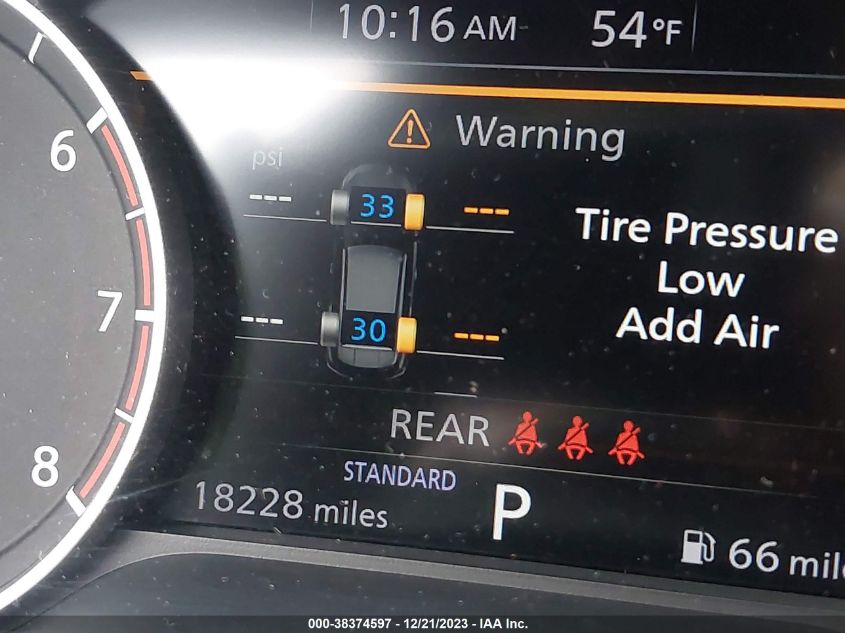 10:16 AM 54°F
Warning
psi
6
--- 33 ---
Tire Pressure
Low
Add Air
7
--- 30 ---
REAR
8
STANDARD
18228 miles
P
66
000-38374597 - 12/21/2023 - IAA Inc.